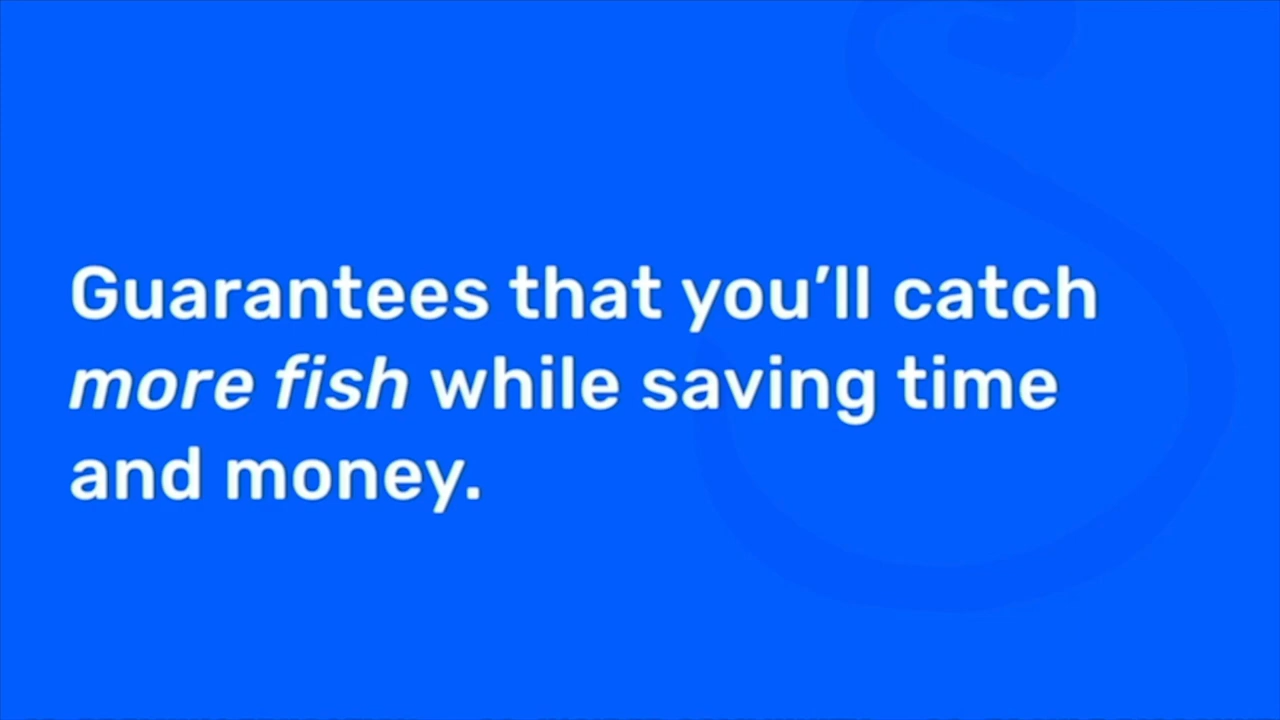 Guarantees that you’ll catch
more fish while saving time
and money.